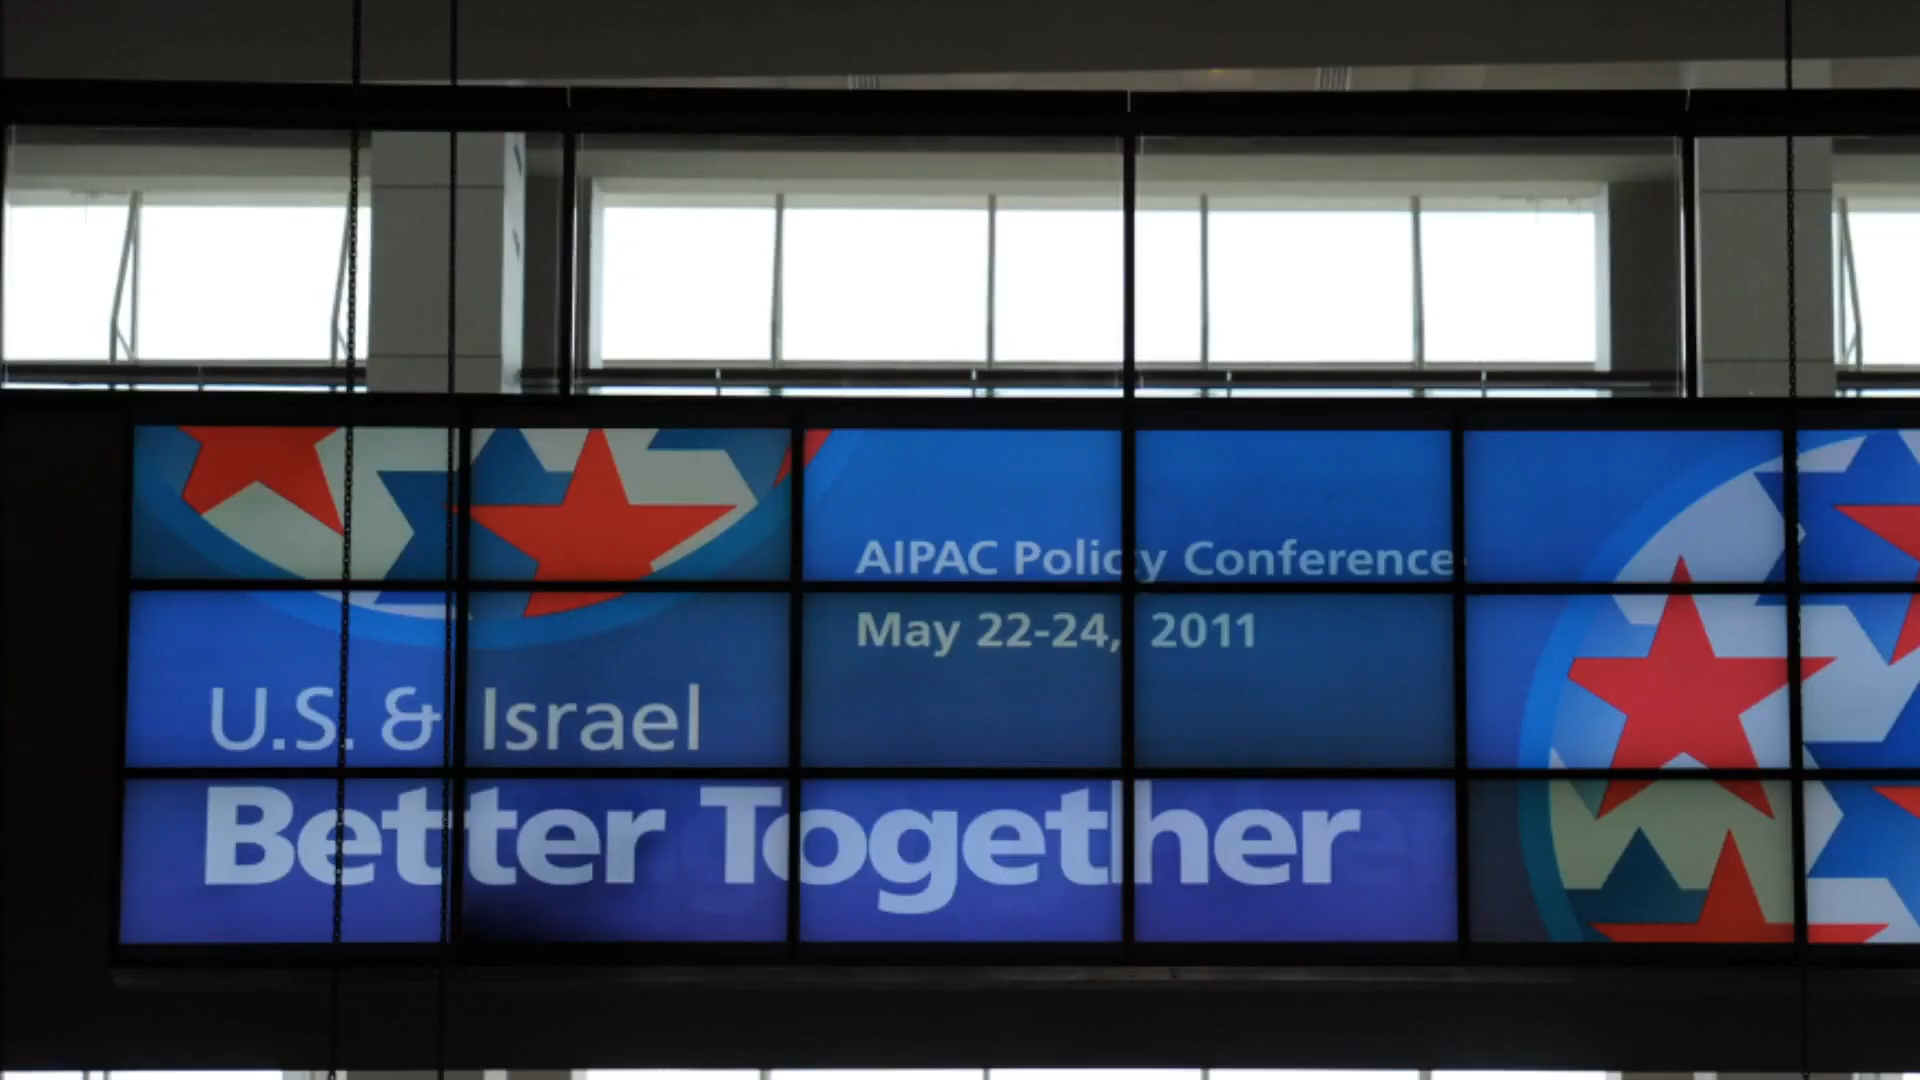 AIPAC Policy Conference
May 22-24, 2011
U.S. & Israel
Better Together